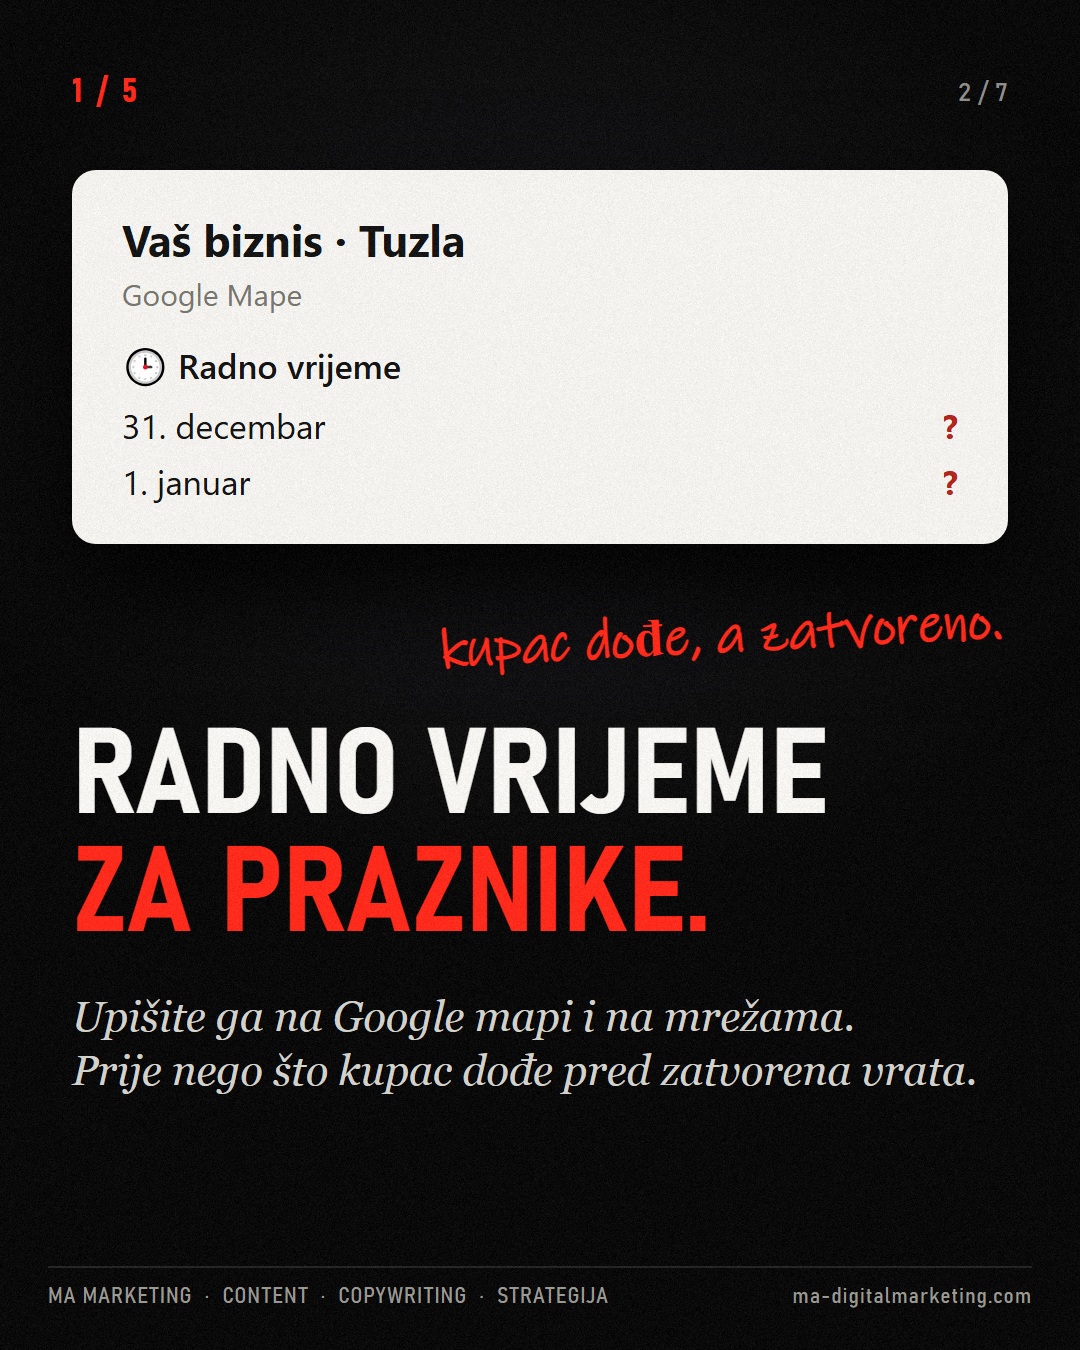 1 / 5
2 / 7
Vaš biznis · Tuzla
Google Mape
Radno vrijeme
31. decembar ?
1. januar ?
kupac dođe, a zatvoreno.
RADNO VRIJEME
ZA PRAZNIKE.
Upišite ga na Google mapi i na mrežama.
Prije nego što kupac dođe pred zatvorena vrata.
MA MARKETING · CONTENT · COPYWRITING · STRATEGIJA
ma-digitalmarketing.com